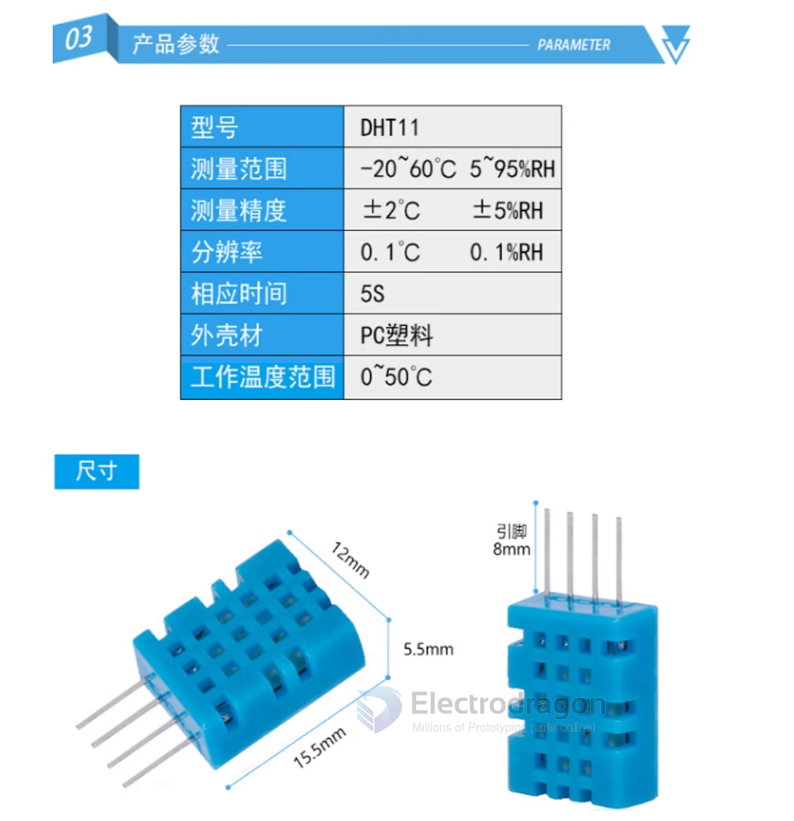 03 产品参数 PARAMETER
型号 DHT11
测量范围 -20~60℃ 5~95%RH
测量精度 ±2℃ ±5%RH
分辨率 0.1℃ 0.1%RH
相应时间 5S
外壳材 PC塑料
工作温度范围 0~50℃
尺寸
12mm
5.5mm
15.5mm
引脚
8mm
Electrodragon
Millions of Prototyping parts